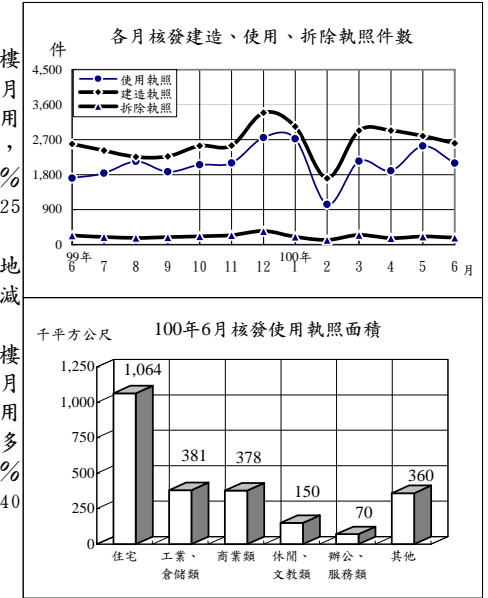 樓
月
用
，
%
25
地
減
樓
月
用
多
%
40
各月核發建造、使用、拆除執照件數
件
4,500
3,600
2,700
1,800
900
0
使用執照
建造執照
拆除執照
99年 100年
6 7 8 9 10 11 12 1 2 3 4 5 6 月
100年6月核發使用執照面積
千平方公尺
1,250
1,000
750
500
250
0
1,064
381
378
150
70
360
住宅
工業、
倉儲類
商業類
休閒、
文教類
辦公、
服務類
其他